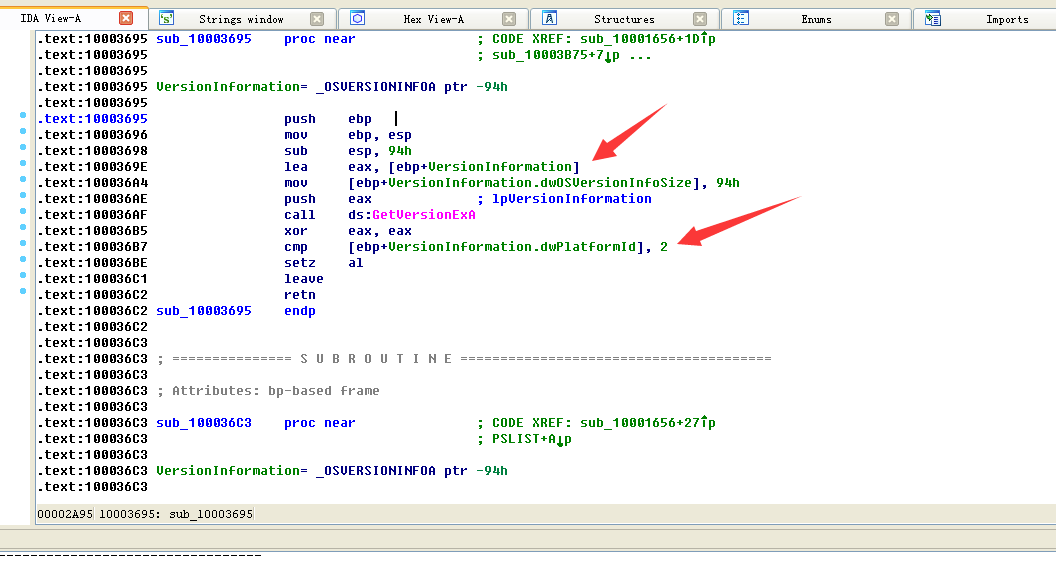 IDA View-A Strings window Hex View-A Structures Enums Imports
.text:10003695 sub_10003695 proc near ; CODE XREF: sub_10001656+1D↑p
.text:10003695 ; sub_10003B75+7↓p ...
.text:10003695
.text:10003695 VersionInformation= _OSVERSIONINFOA ptr -94h
.text:10003695
.text:10003695 push ebp
.text:10003696 mov ebp, esp
.text:10003698 sub esp, 94h
.text:1000369E lea eax, [ebp+VersionInformation]
.text:100036A4 mov [ebp+VersionInformation.dwOSVersionInfoSize], 94h
.text:100036AE push eax ; lpVersionInformation
.text:100036AF call ds:GetVersionExA
.text:100036B5 xor eax, eax
.text:100036B7 cmp [ebp+VersionInformation.dwPlatformId], 2
.text:100036BE setz al
.text:100036C1 leave
.text:100036C2 retn
.text:100036C2 sub_10003695 endp
.text:100036C2
.text:100036C3
.text:100036C3 ; =============== S U B R O U T I N E =======================================
.text:100036C3
.text:100036C3 ; Attributes: bp-based frame
.text:100036C3
.text:100036C3 sub_100036C3 proc near ; CODE XREF: sub_10001656+27↑p
.text:100036C3 ; PSLIST+A↓p
.text:100036C3
.text:100036C3 VersionInformation= _OSVERSIONINFOA ptr -94h
.text:100036C3
00002A95 10003695: sub_10003695